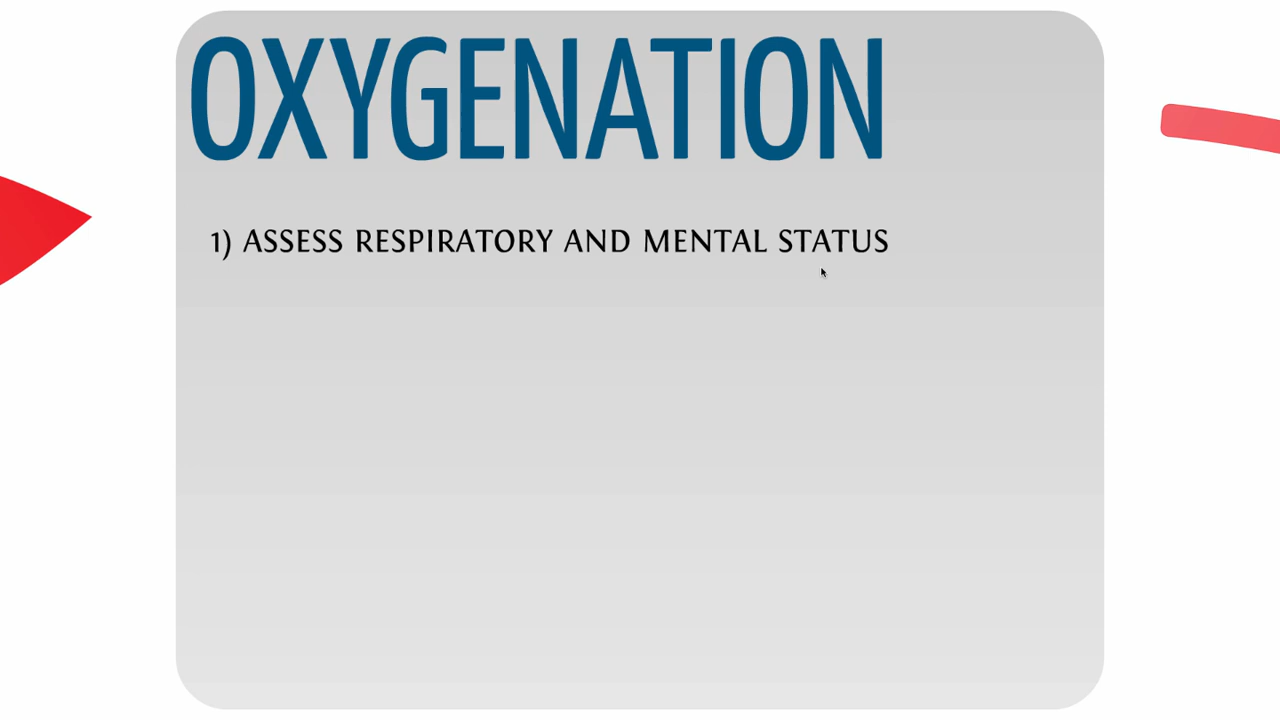 OXYGENATION
1) ASSESS RESPIRATORY AND MENTAL STATUS